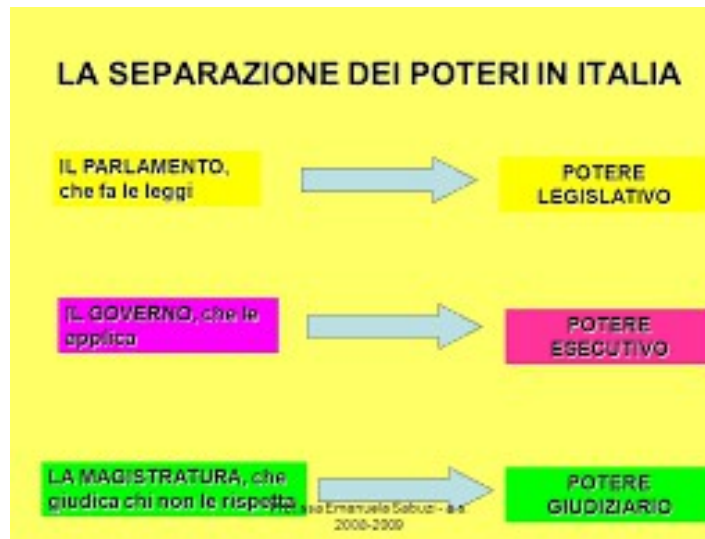 LA SEPARAZIONE DEI POTERI IN ITALIA
IL PARLAMENTO,
che fa le leggi
POTERE
LEGISLATIVO
IL GOVERNO, che le
applica
POTERE
ESECUTIVO
LA MAGISTRATURA, che
giudica chi non le rispetta
POTERE
GIUDIZIARIO
Emanuela Sabuzi - a.s.
2008-2009